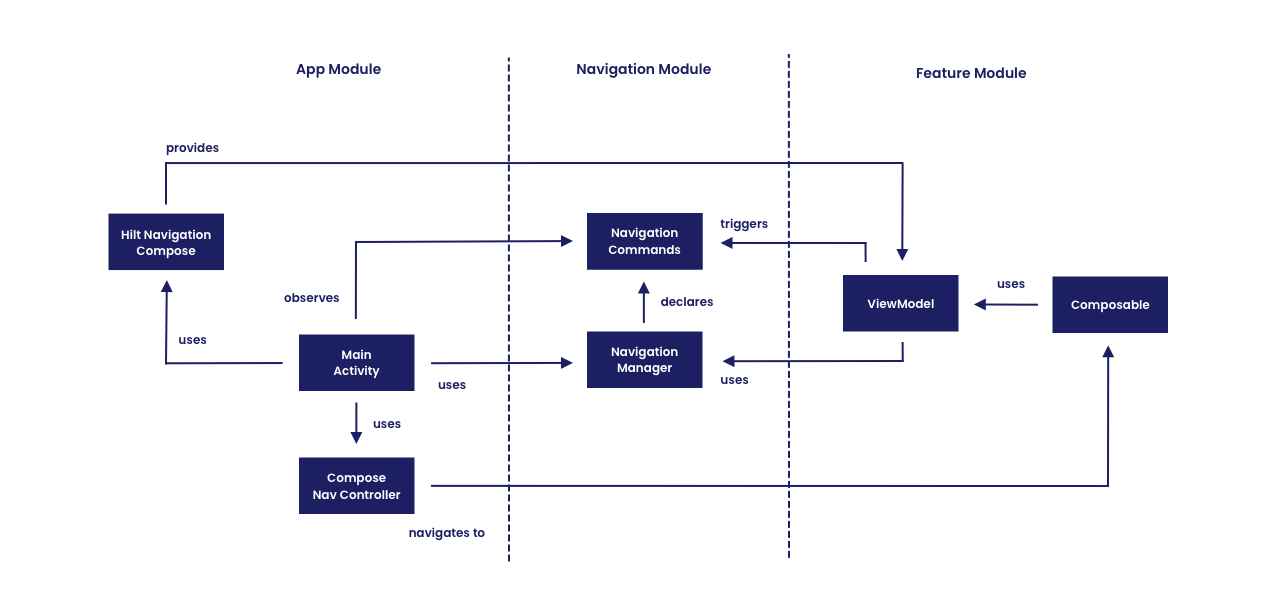 App Module
Navigation Module
Feature Module
provides
Hilt Navigation
Compose
Navigation
Commands
triggers
ViewModel
uses
Composable
observes
declares
uses
Main
Activity
uses
Navigation
Manager
uses
uses
Compose
Nav Controller
navigates to